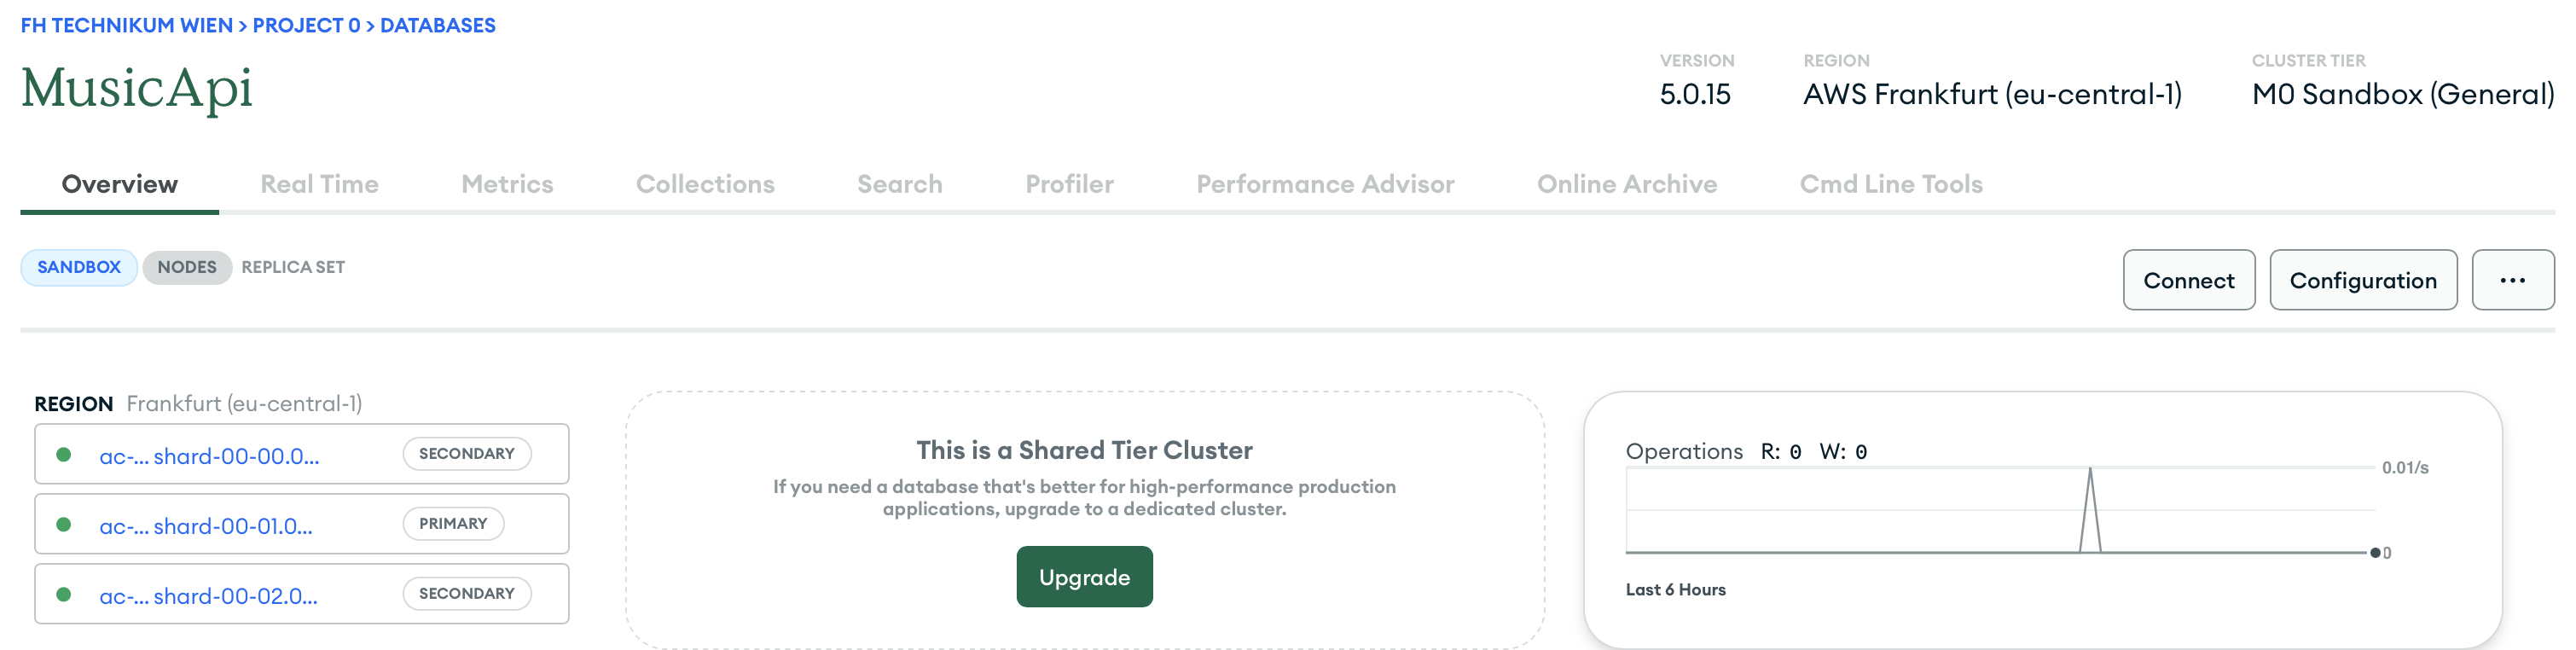 FH TECHNIKUM WIEN > PROJECT 0 > DATABASES
MusicApi
VERSION
5.0.15
REGION
AWS Frankfurt (eu-central-1)
CLUSTER TIER
M0 Sandbox (General)
Overview Real Time Metrics Collections Search Profiler Performance Advisor Online Archive Cmd Line Tools
SANDBOX NODES REPLICA SET
Connect Configuration ...
REGION Frankfurt (eu-central-1)
ac-... shard-00-00.0... SECONDARY
ac-... shard-00-01.0... PRIMARY
ac-... shard-00-02.0... SECONDARY
This is a Shared Tier Cluster
If you need a database that's better for high-performance production
applications, upgrade to a dedicated cluster.
Upgrade
Operations R: 0 W: 0
0.01/s
0
Last 6 Hours